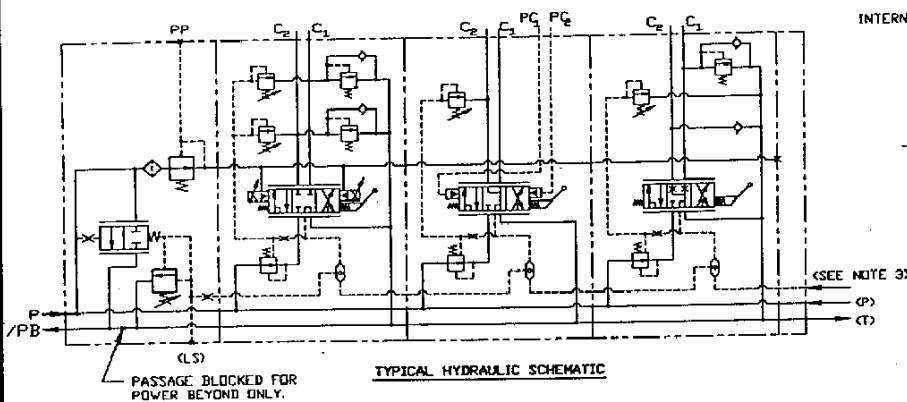 INTERN
PP
C₂ C₁
C₂ C₁ PC₁ PC₂
C₂ C₁
P
/PB
(LS)
(SEE NOTE 3)
(P)
(T)
PASSAGE BLOCKED FOR
POWER BEYOND ONLY.
TYPICAL HYDRAULIC SCHEMATIC